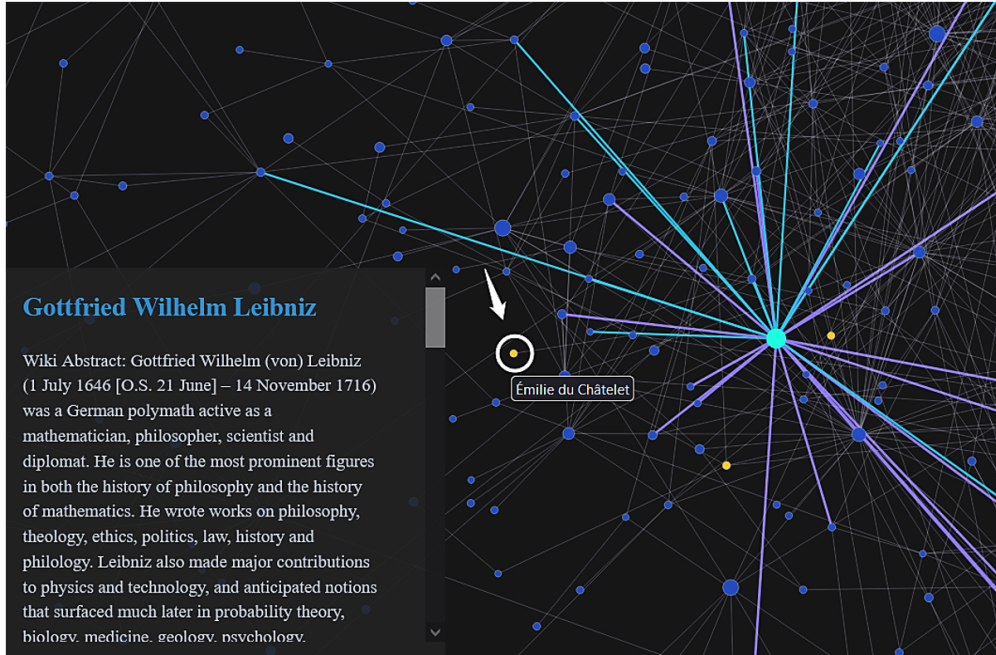 Gottfried Wilhelm Leibniz
Wiki Abstract: Gottfried Wilhelm (von) Leibniz
(1 July 1646 [O.S. 21 June] – 14 November 1716)
was a German polymath active as a
mathematician, philosopher, scientist and
diplomat. He is one of the most prominent figures
in both the history of philosophy and the history
of mathematics. He wrote works on philosophy,
theology, ethics, politics, law, history and
philology. Leibniz also made major contributions
to physics and technology, and anticipated notions
that surfaced much later in probability theory,
biology, medicine, geology, psychology,
Émilie du Châtelet